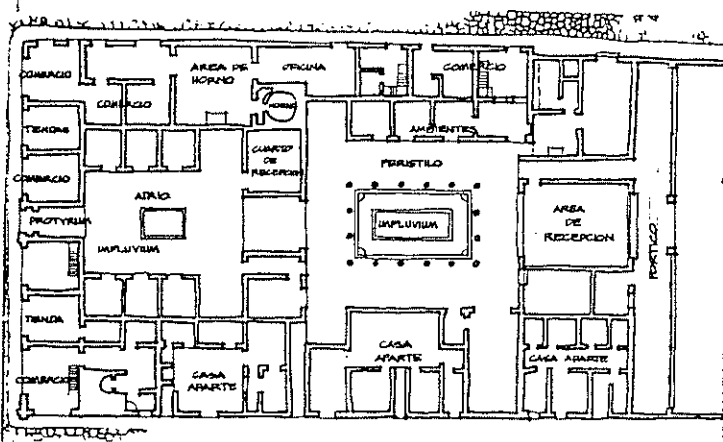 COMERCIO
COMERCIO
AREA DE
HORNO
OFICINA
HORNO
COMERCIO
TIENDAS
COMERCIO
PROTYRUM
TIENDA
COMERCIO
ATRIO
IMPLUVIUM
CUARTO
DE
RECEPCION
AMBIENTES
PERISTILO
IMPLUVIUM
AREA
DE
RECEPCION
PORTICO
CASA
APARTE
CASA
APARTE
CASA APARTE